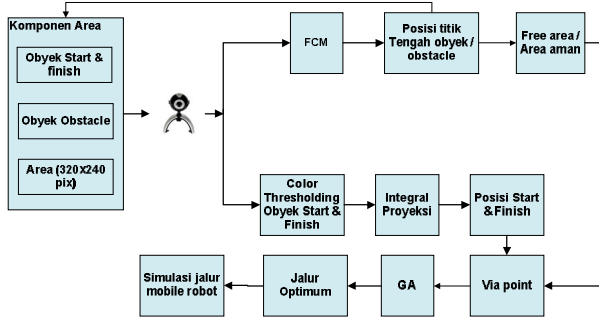 Komponen Area
Obyek Start &
finish
Obyek Obstacle
Area (320x240
pix)
FCM
Posisi titik
Tengah obyek/
obstacle
Free area /
Area aman
Color
Thresholding
Obyek Start &
Finish
Integral
Proyeksi
Posisi Start
& Finish
Via point
GA
Jalur
Optimum
Simulasi jalur
mobile robot